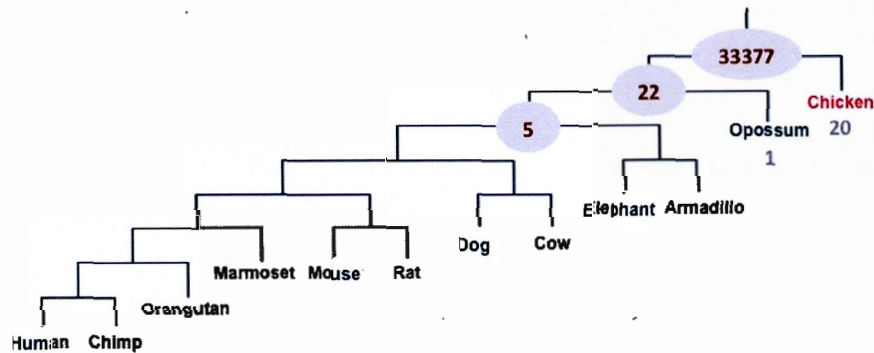 33377
22
Chicken
20
5
Opossum
1
Elephant Armadillo
Dog Cow
Marmoset Mouse Rat
Orangutan
Human Chimp